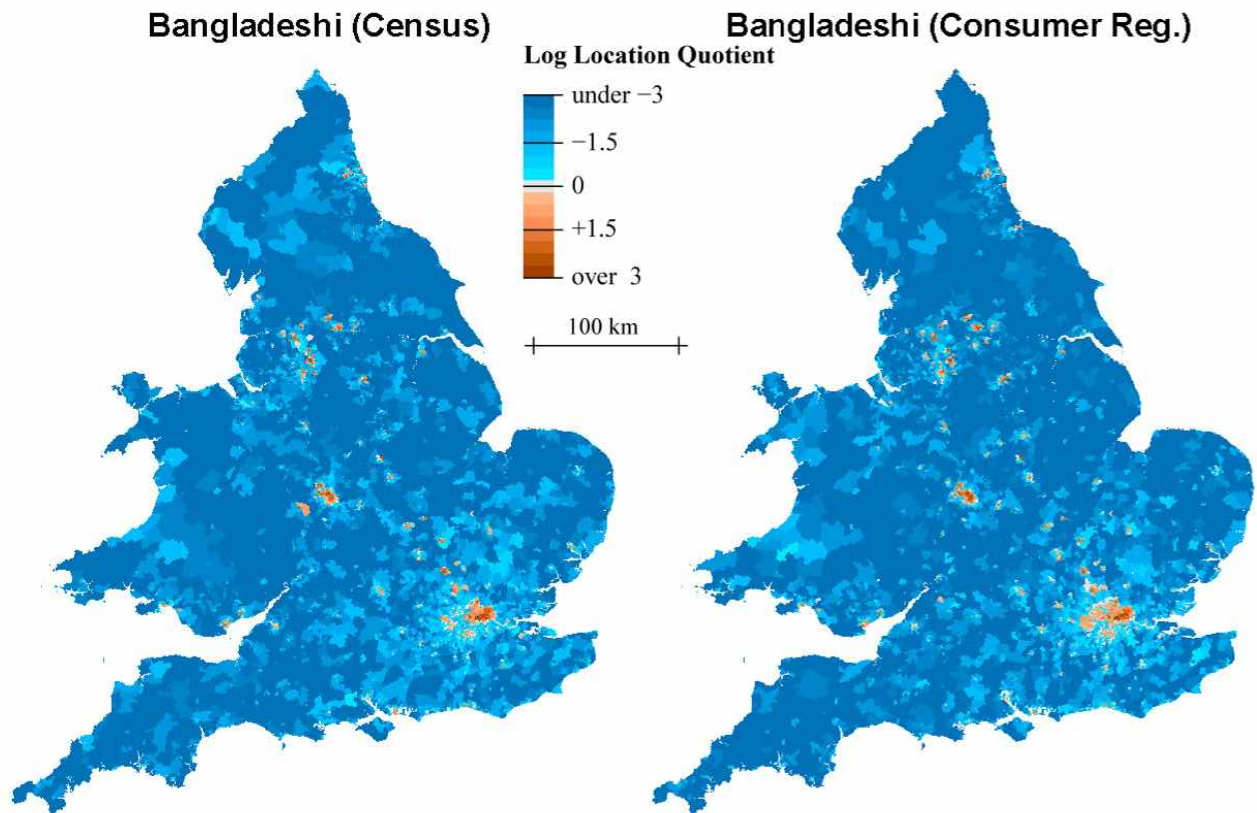 Bangladeshi (Census)
Bangladeshi (Consumer Reg.)
Log Location Quotient
under −3
−1.5
0
+1.5
over 3
100 km